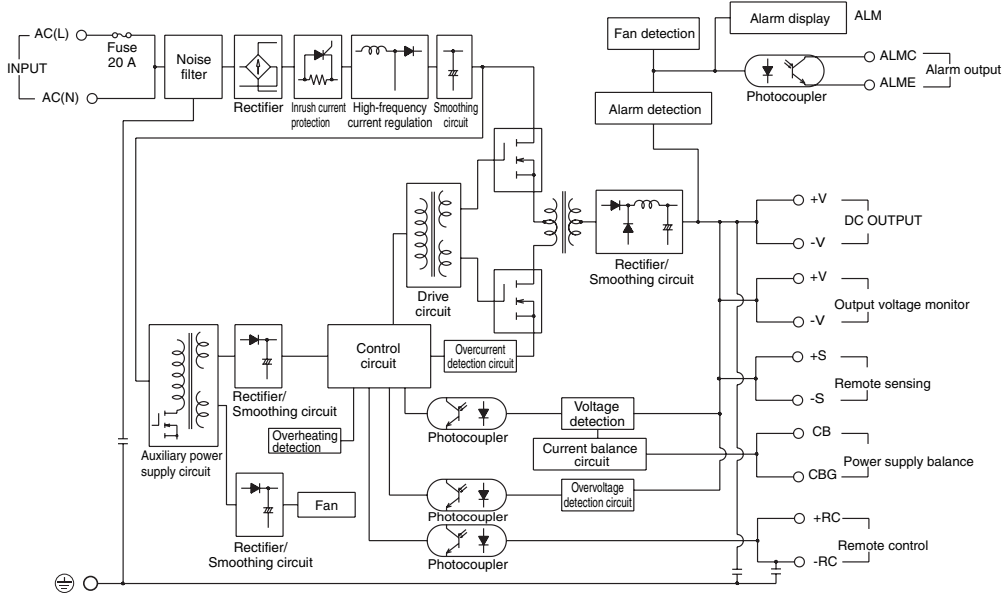 AC(L)
Fuse
20 A
INPUT
AC(N)
Noise
filter
Rectifier
Inrush current
protection
High-frequency
current regulation
Smoothing
circuit
Fan detection
Alarm display
ALM
Alarm detection
Photocoupler
ALMC
ALME
Alarm output
Drive
circuit
Rectifier/
Smoothing circuit
+V
-V
DC OUTPUT
+V
-V
Output voltage monitor
+S
-S
Remote sensing
CB
CBG
Power supply balance
+RC
-RC
Remote control
Auxiliary power
supply circuit
Rectifier/
Smoothing circuit
Control
circuit
Overcurrent
detection circuit
Overheating
detection
Photocoupler
Voltage
detection
Current balance
circuit
Rectifier/
Smoothing circuit
Fan
Photocoupler
Overvoltage
detection circuit
Photocoupler